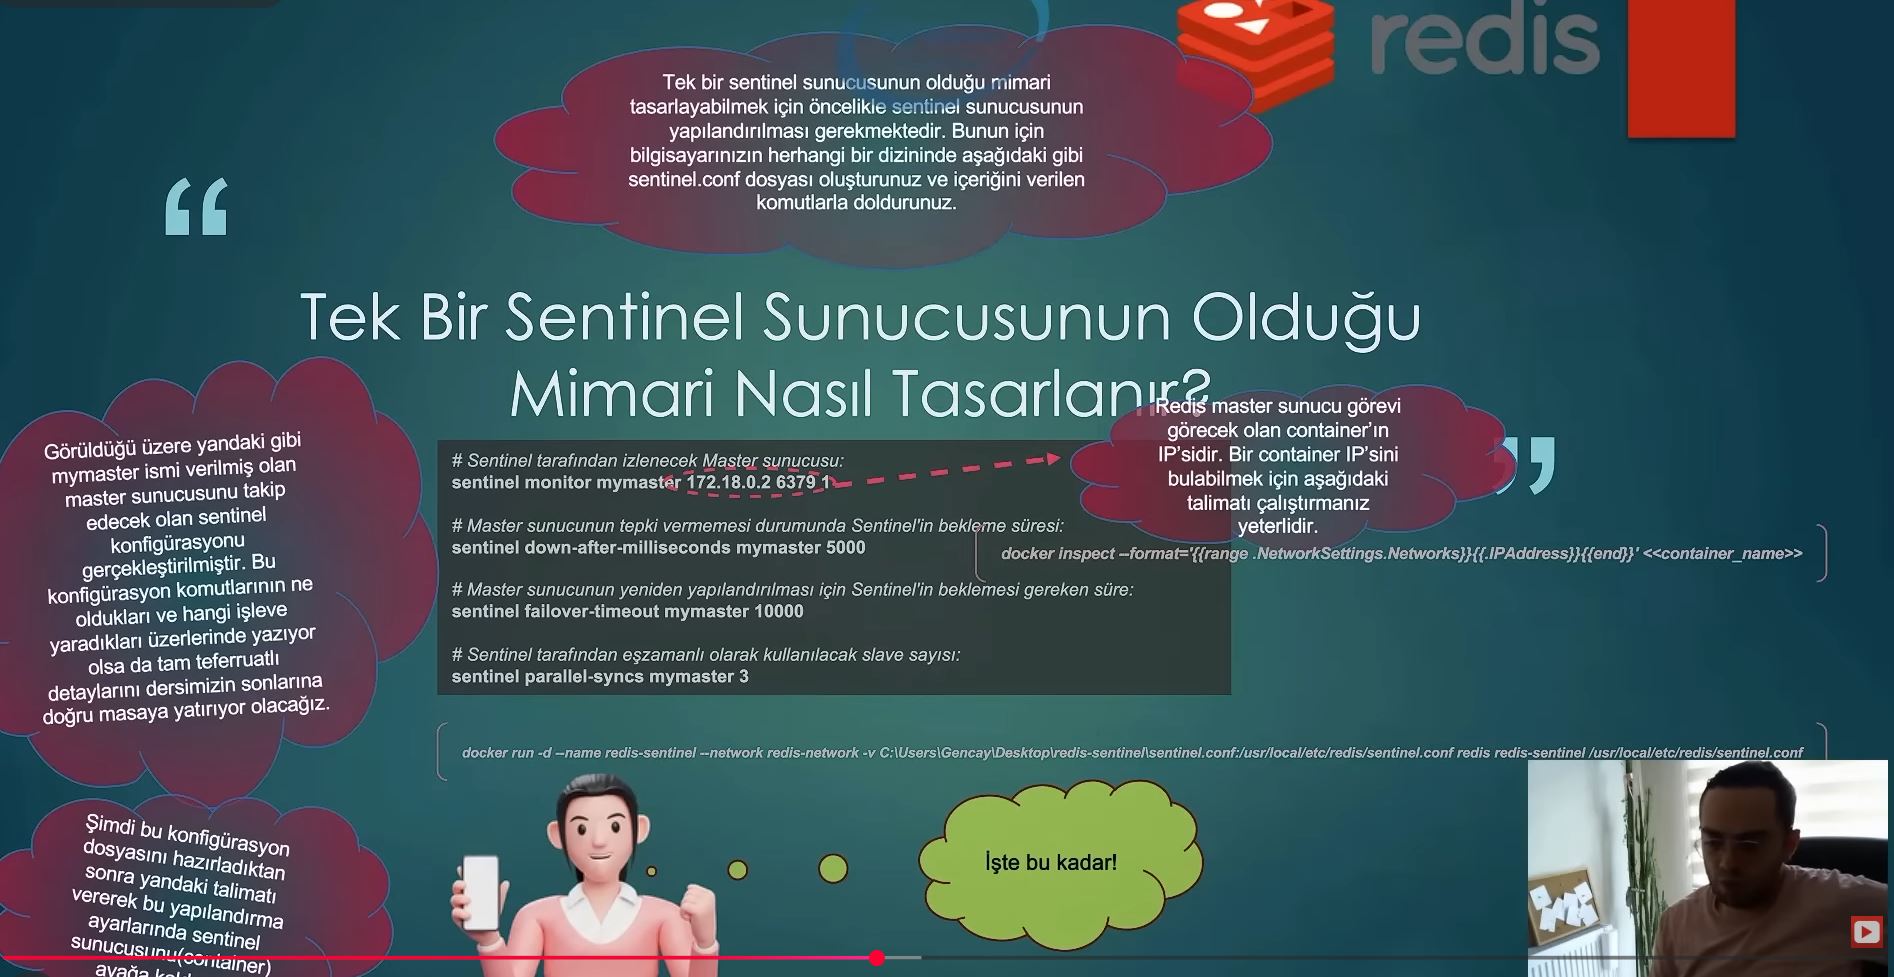 redis
Tek bir sentinel sunucusunun olduğu mimari
tasarlayabilmek için öncelikle sentinel sunucusunun
yapılandırılması gerekmektedir. Bunun için
bilgisayarınızın herhangi bir dizininde aşağıdaki gibi
sentinel.conf dosyası oluşturunuz ve içeriğini verilen
komutlarla doldurunuz.
“
Tek Bir Sentinel Sunucusunun Olduğu
Mimari Nasıl Tasarlanır?
”
Görüldüğü üzere yandaki gibi
mymaster ismi verilmiş olan
master sunucusunu takip
edecek olan sentinel
konfigürasyonu
gerçekleştirilmiştir. Bu
konfigürasyon komutlarının ne
oldukları ve hangi işleve
yaradıkları üzerlerinde yazıyor
olsa da tam teferruatlı
detaylarını dersimizin sonlarına
doğru masaya yatırıyor olacağız.
# Sentinel tarafından izlenecek Master sunucusu:
sentinel monitor mymaster 172.18.0.2 6379 1
# Master sunucunun tepki vermemesi durumunda Sentinel'in bekleme süresi:
sentinel down-after-milliseconds mymaster 5000
# Master sunucunun yeniden yapılandırılması için Sentinel'in beklemesi gereken süre:
sentinel failover-timeout mymaster 10000
# Sentinel tarafından eşzamanlı olarak kullanılacak slave sayısı:
sentinel parallel-syncs mymaster 3
Redis master sunucu görevi
görecek olan container’ın
IP’sidir. Bir container IP’sini
bulabilmek için aşağıdaki
talimatı çalıştırmanız
yeterlidir.
docker inspect --format='{{range .NetworkSettings.Networks}}{{.IPAddress}}{{end}}' <<container_name>>
docker run -d --name redis-sentinel --network redis-network -v C:\Users\Gencay\Desktop\redis-sentinel\sentinel.conf:/usr/local/etc/redis/sentinel.conf redis redis-sentinel /usr/local/etc/redis/sentinel.conf
Şimdi bu konfigürasyon
dosyasını hazırladıktan
sonra yandaki talimatı
vererek bu yapılandırma
ayarlarında sentinel
sunucusunu(container)
ayağa
İşte bu kadar!